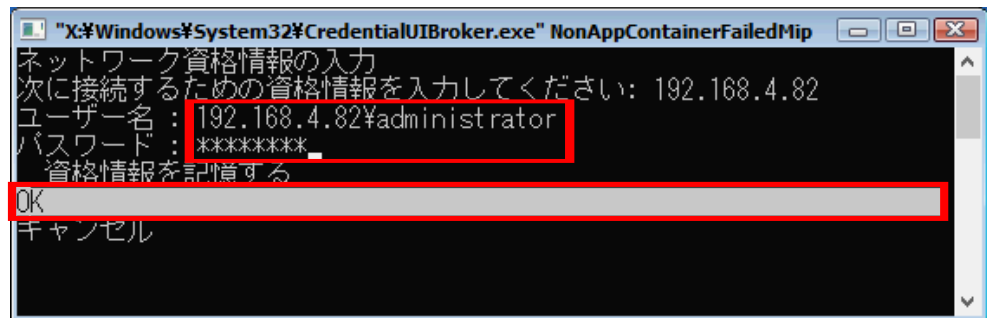 "X:¥Windows¥System32¥CredentialUIBroker.exe" NonAppContainerFailedMip
ネットワーク資格情報の入力
次に接続するための資格情報を入力してください: 192.168.4.82
ユーザー名 : 192.168.4.82¥administrator
パスワード : ********_
資格情報を記憶する
OK
キャンセル